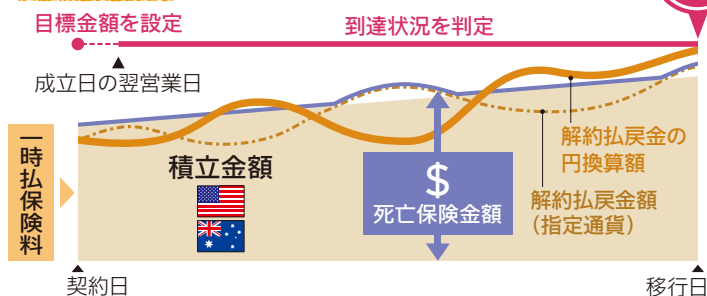 目標金額を設定
到達状況を判定
成立日の翌営業日
一時払保険料
積立金額
$
死亡保険金額
解約払戻金の
円換算額
解約払戻金額
(指定通貨)
契約日
移行日